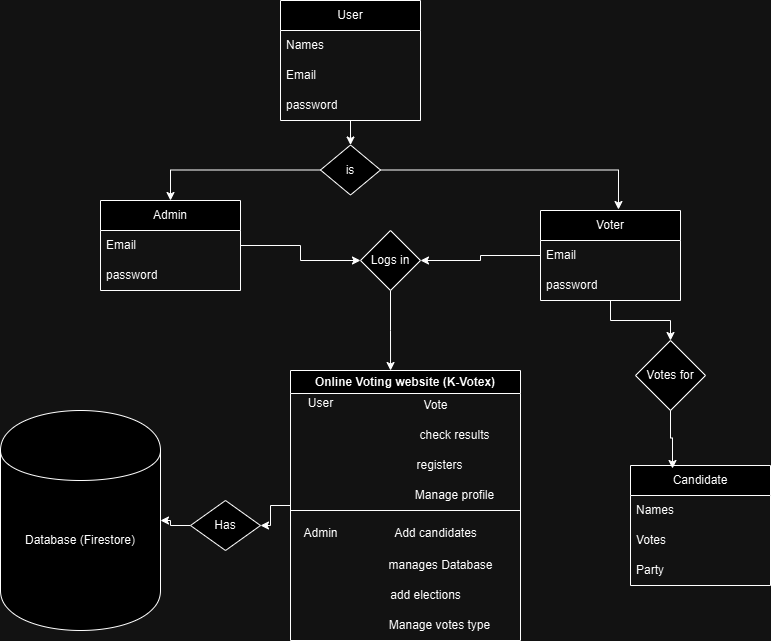 User
Names
Email
password
is
Admin
Email
password
Logs in
Voter
Email
password
Votes for
Online Voting website (K-Votex)
User
Vote
check results
registers
Manage profile
Admin
Add candidates
manages Database
add elections
Manage votes type
Has
Database (Firestore)
Candidate
Names
Votes
Party